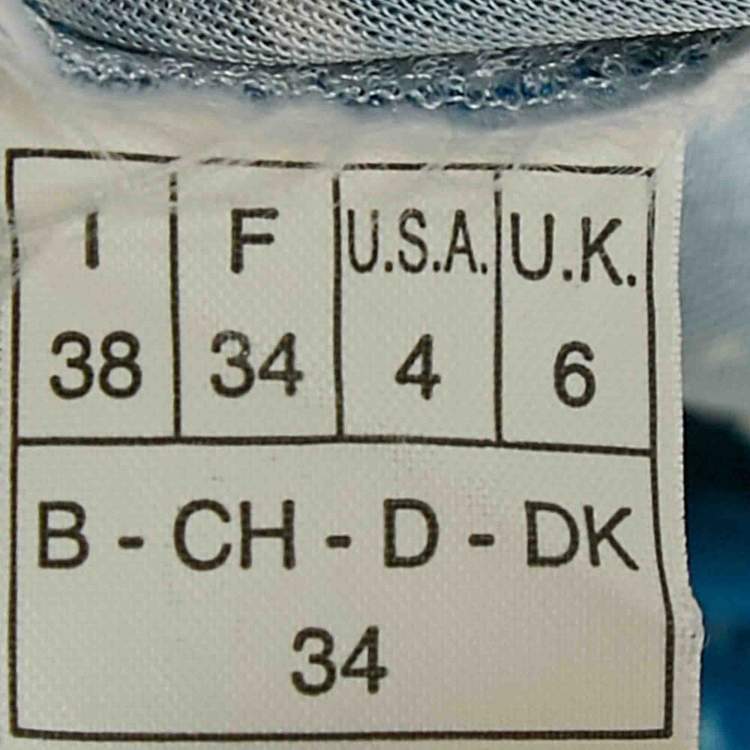 I F U.S.A. U.K.
38 34 4 6
B - CH - D - DK
34